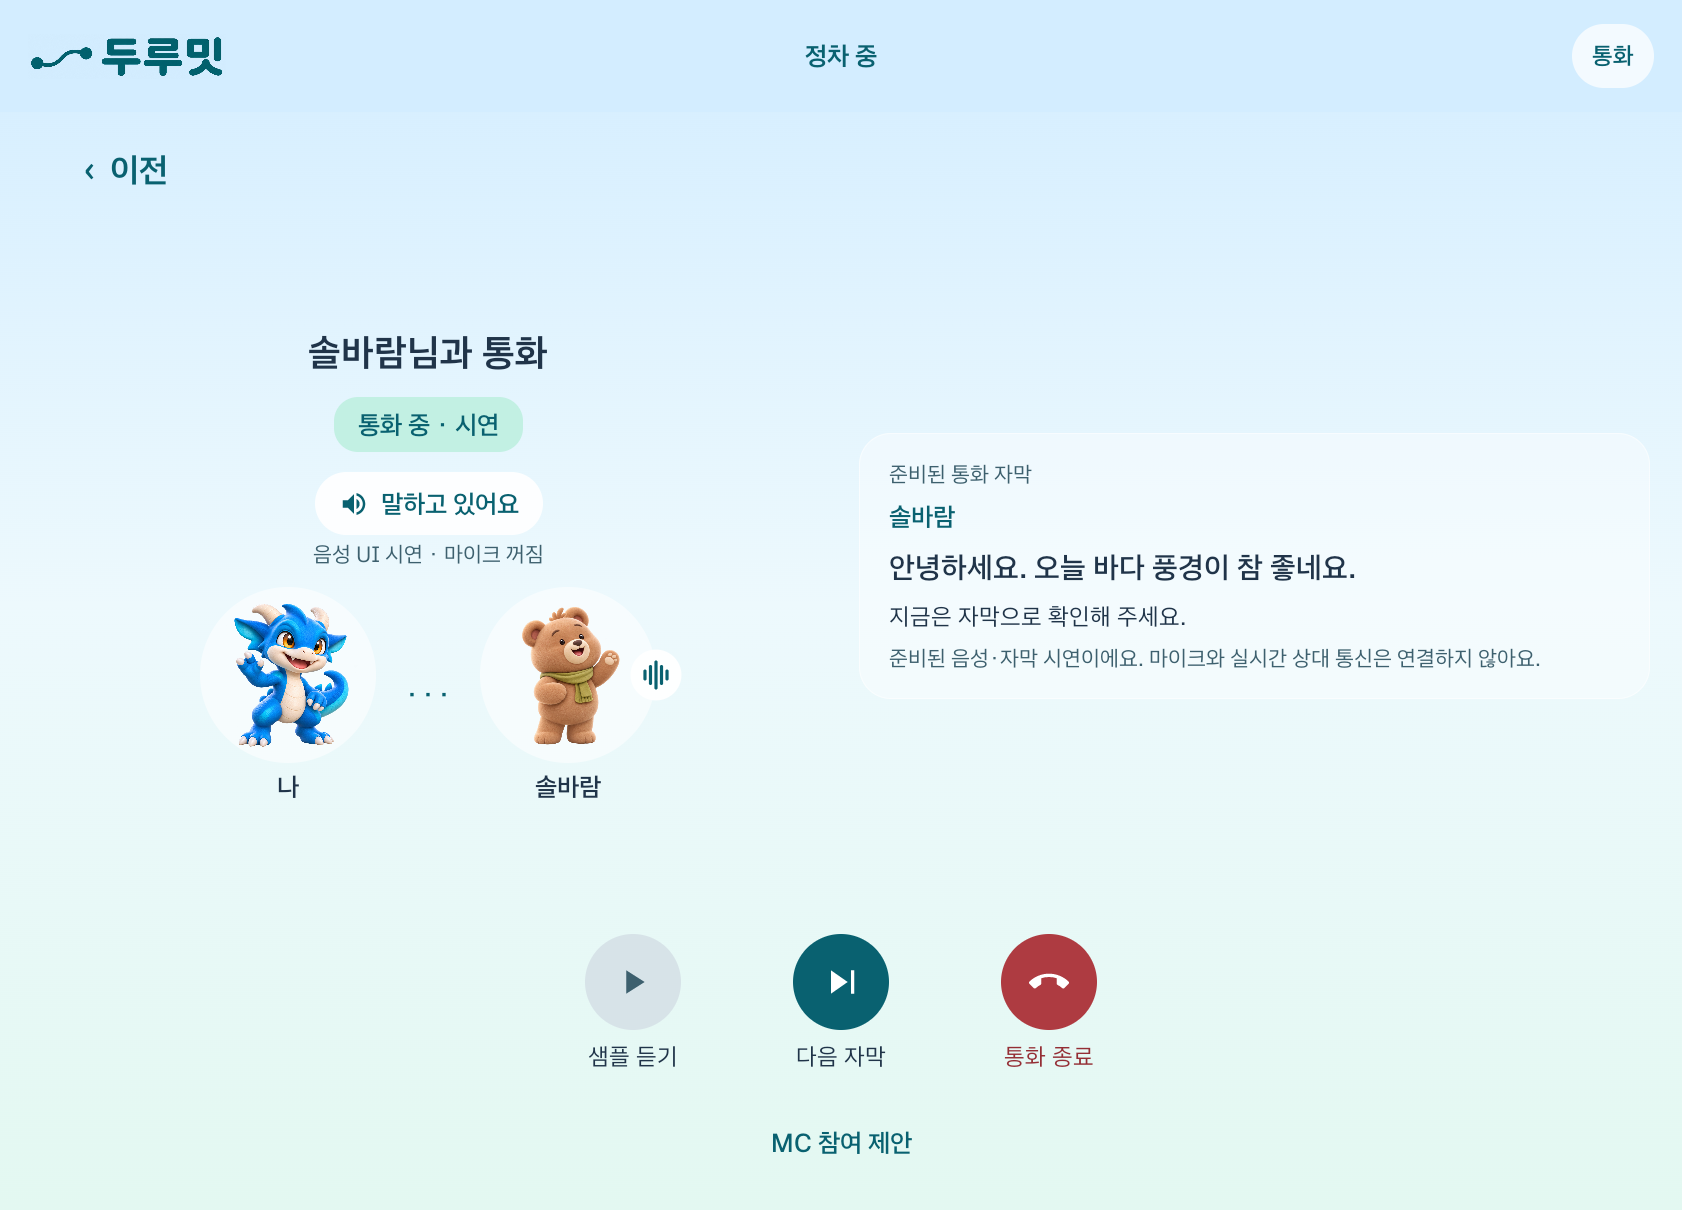 두루밋
정차 중
통화
이전
솔바람님과 통화
통화 중 · 시연
말하고 있어요
음성 UI 시연 · 마이크 꺼짐
나
솔바람
준비된 통화 자막
솔바람
안녕하세요. 오늘 바다 풍경이 참 좋네요.
지금은 자막으로 확인해 주세요.
준비된 음성·자막 시연이에요. 마이크와 실시간 상대 통신은 연결하지 않아요.
샘플 듣기
다음 자막
통화 종료
MC 참여 제안